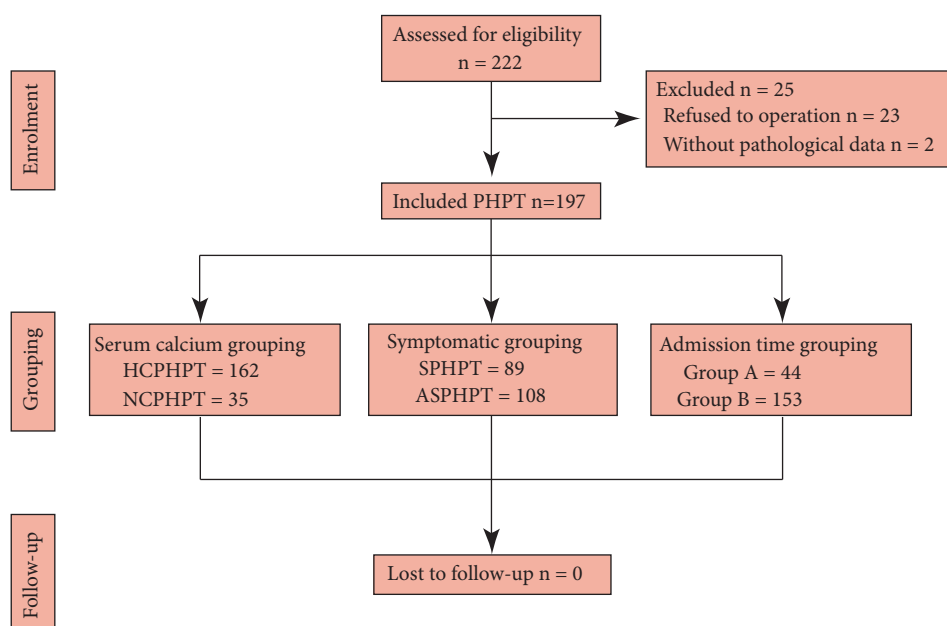 Enrolment
Assessed for eligibility
n = 222
Excluded n = 25
Refused to operation n = 23
Without pathological data n = 2
Included PHPT n=197
Grouping
Serum calcium grouping
HCPHPT = 162
NCPHPT = 35
Symptomatic grouping
SPHPT = 89
ASPHPT = 108
Admission time grouping
Group A = 44
Group B = 153
Follow-up
Lost to follow-up n = 0